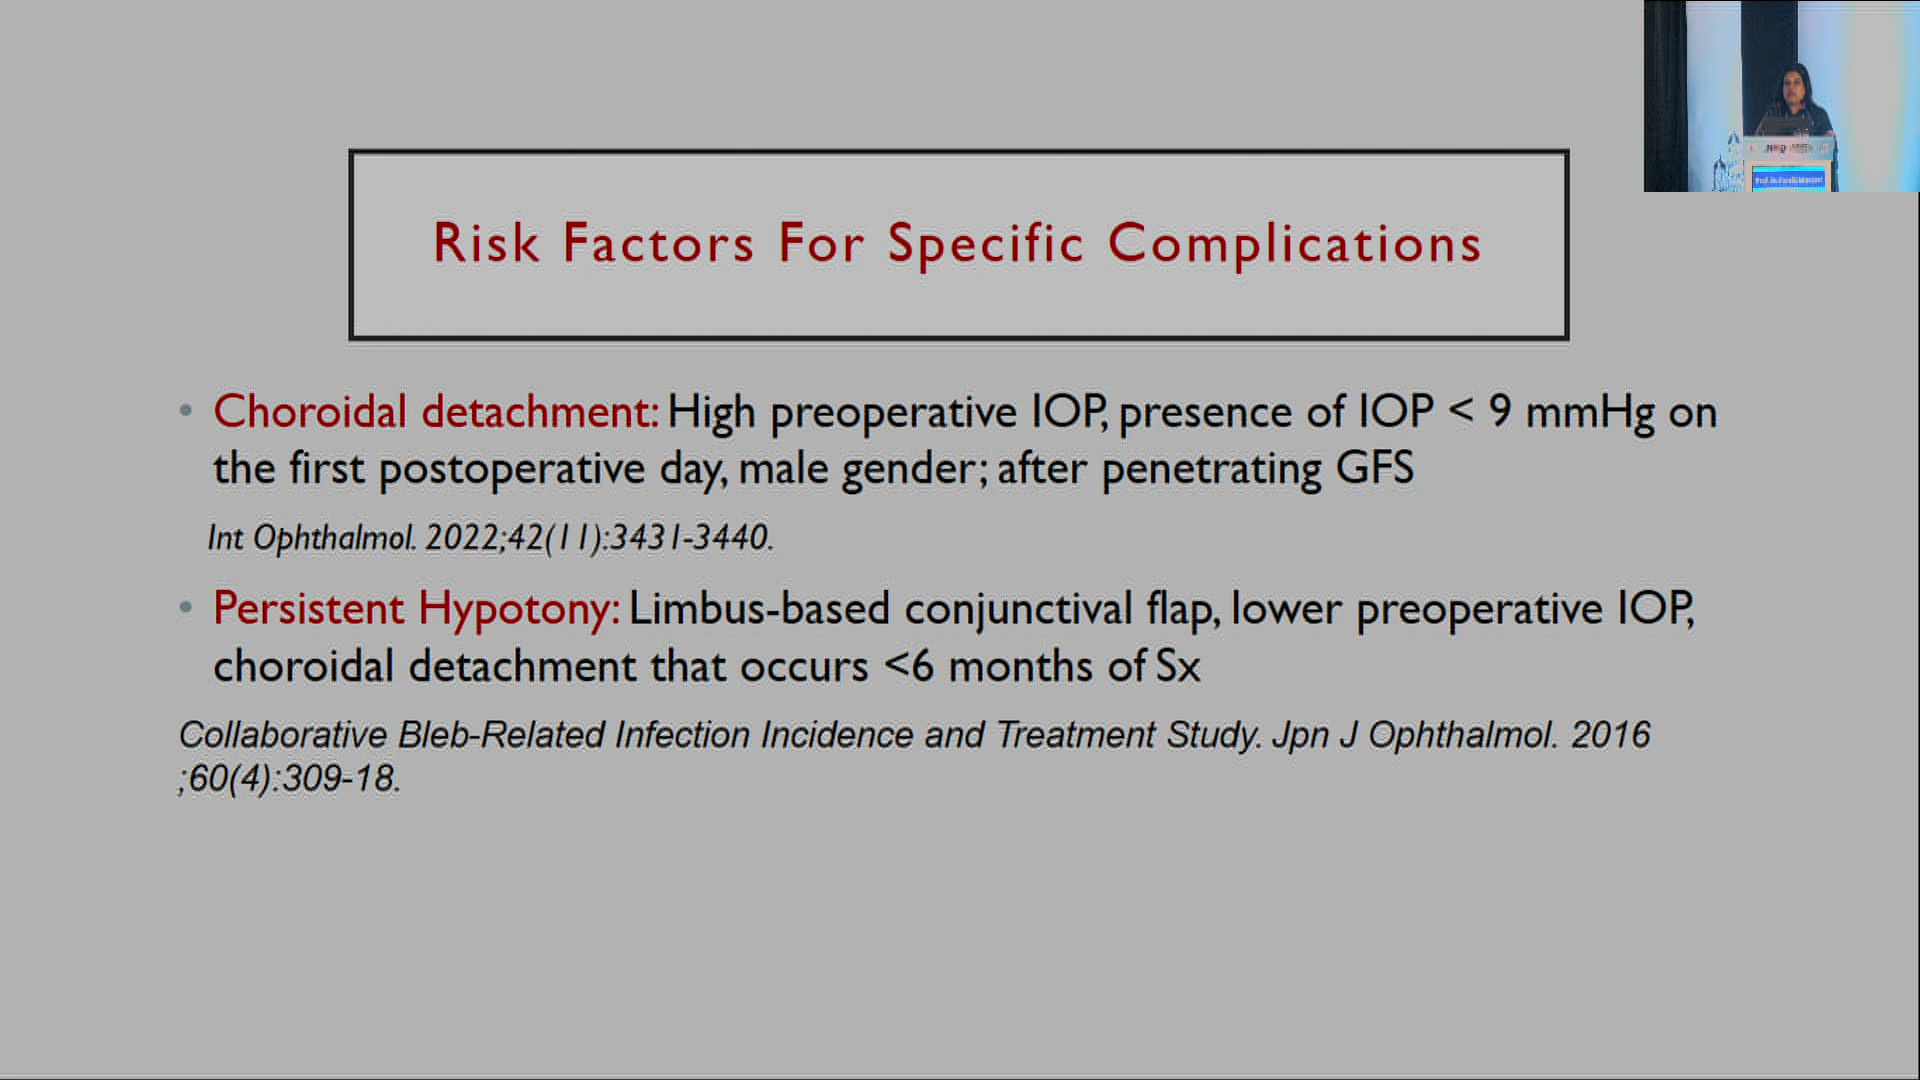 Risk Factors For Specific Complications
• Choroidal detachment: High preoperative IOP, presence of IOP < 9 mmHg on
the first postoperative day, male gender; after penetrating GFS
Int Ophthalmol. 2022;42(11):3431-3440.
• Persistent Hypotony: Limbus-based conjunctival flap, lower preoperative IOP,
choroidal detachment that occurs <6 months of Sx
Collaborative Bleb-Related Infection Incidence and Treatment Study. Jpn J Ophthalmol. 2016
;60(4):309-18.